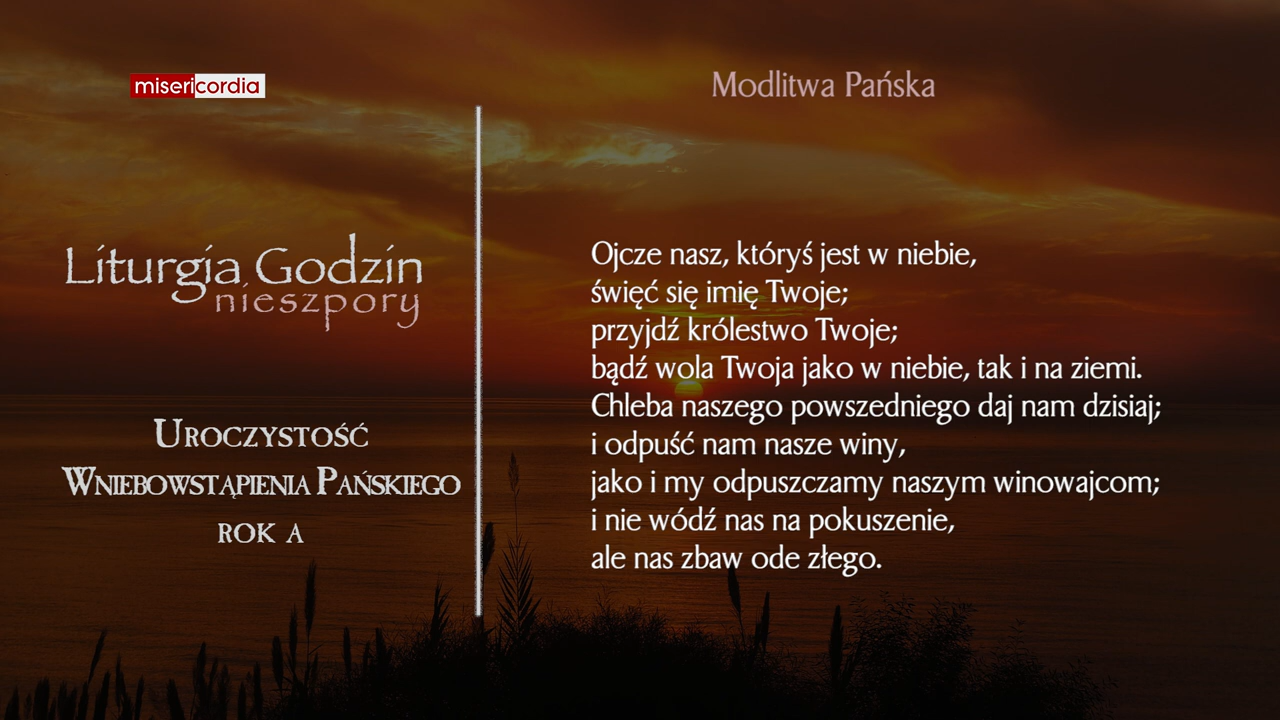 misericordia
Liturgia Godzin
nieszpory
Uroczystość
Wniebowstąpienia Pańskiego
rok a
Modlitwa Pańska
Ojcze nasz, któryś jest w niebie,
święć się imię Twoje;
przyjdź królestwo Twoje;
bądź wola Twoja jako w niebie, tak i na ziemi.
Chleba naszego powszedniego daj nam dzisiaj;
i odpuść nam nasze winy,
jako i my odpuszczamy naszym winowajcom;
i nie wódź nas na pokuszenie,
ale nas zbaw ode złego.